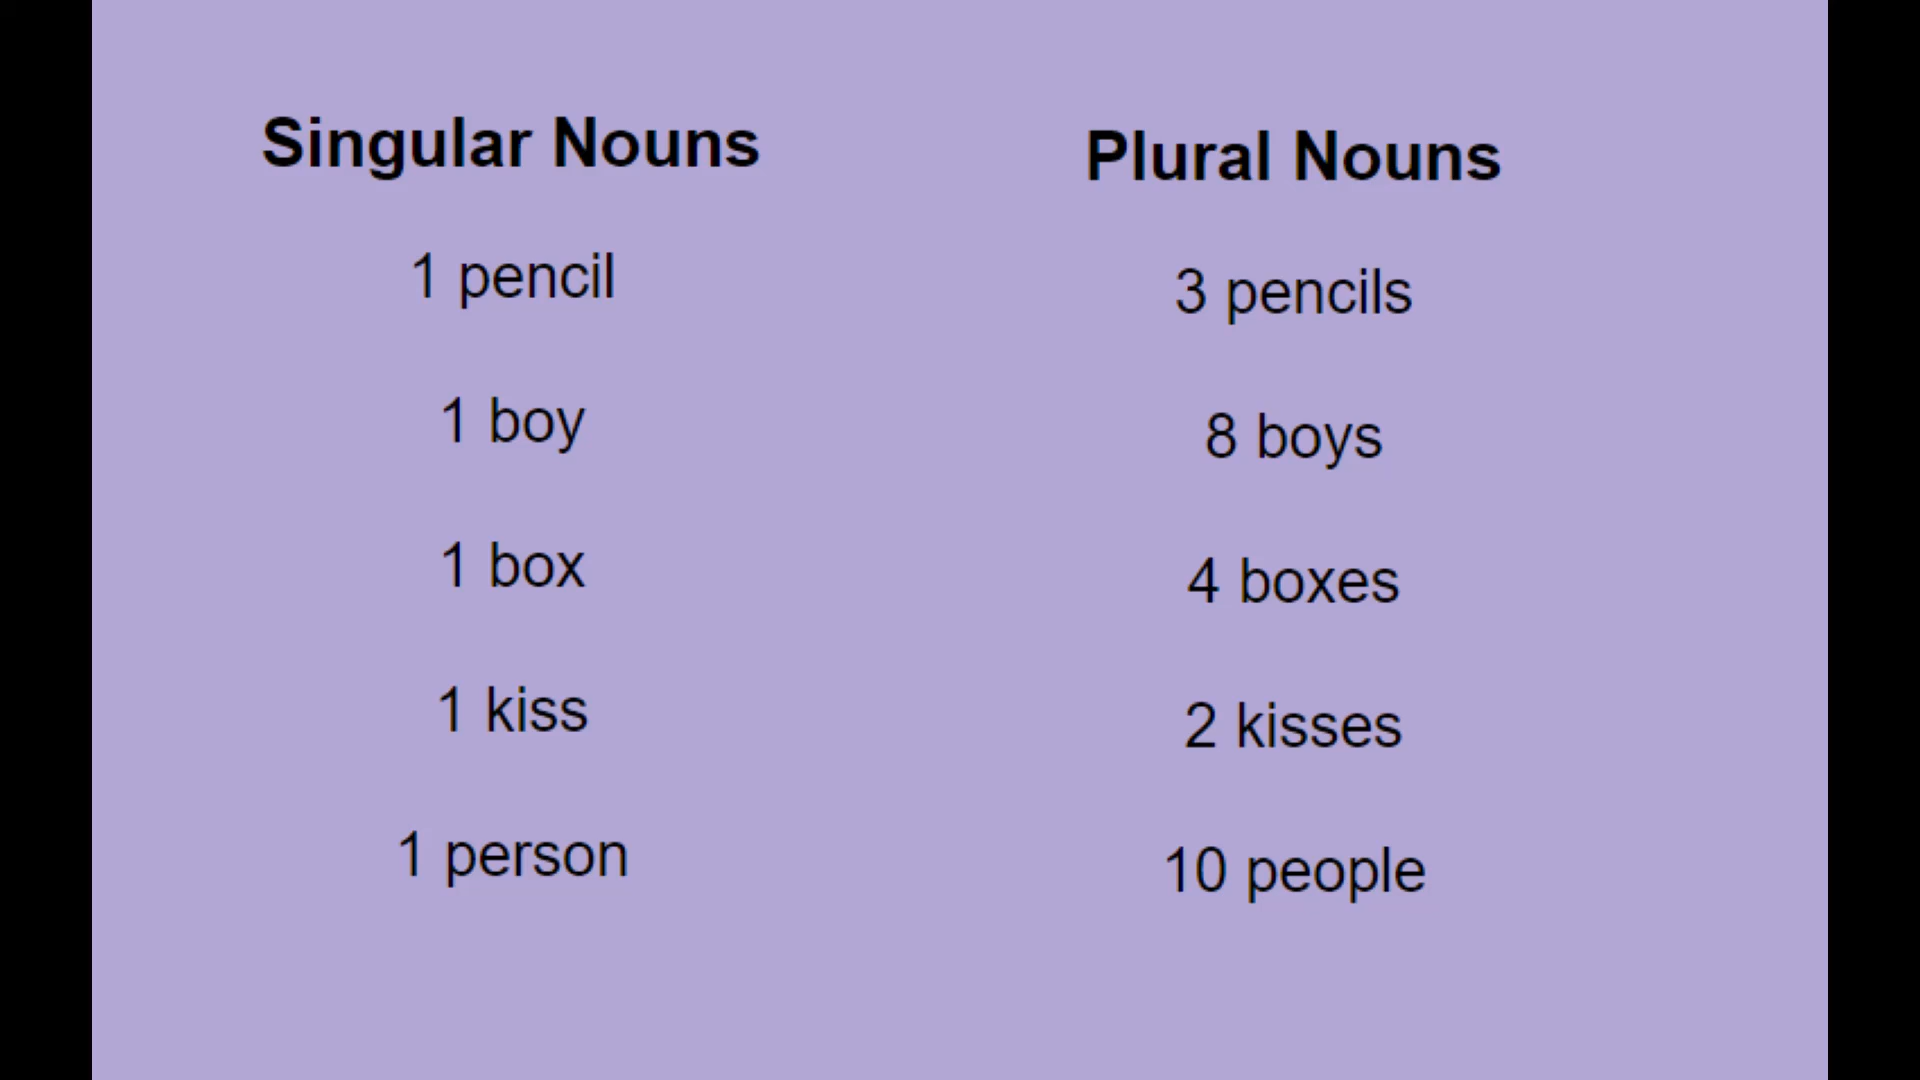 Singular Nouns
1 pencil
1 boy
1 box
1 kiss
1 person
Plural Nouns
3 pencils
8 boys
4 boxes
2 kisses
10 people